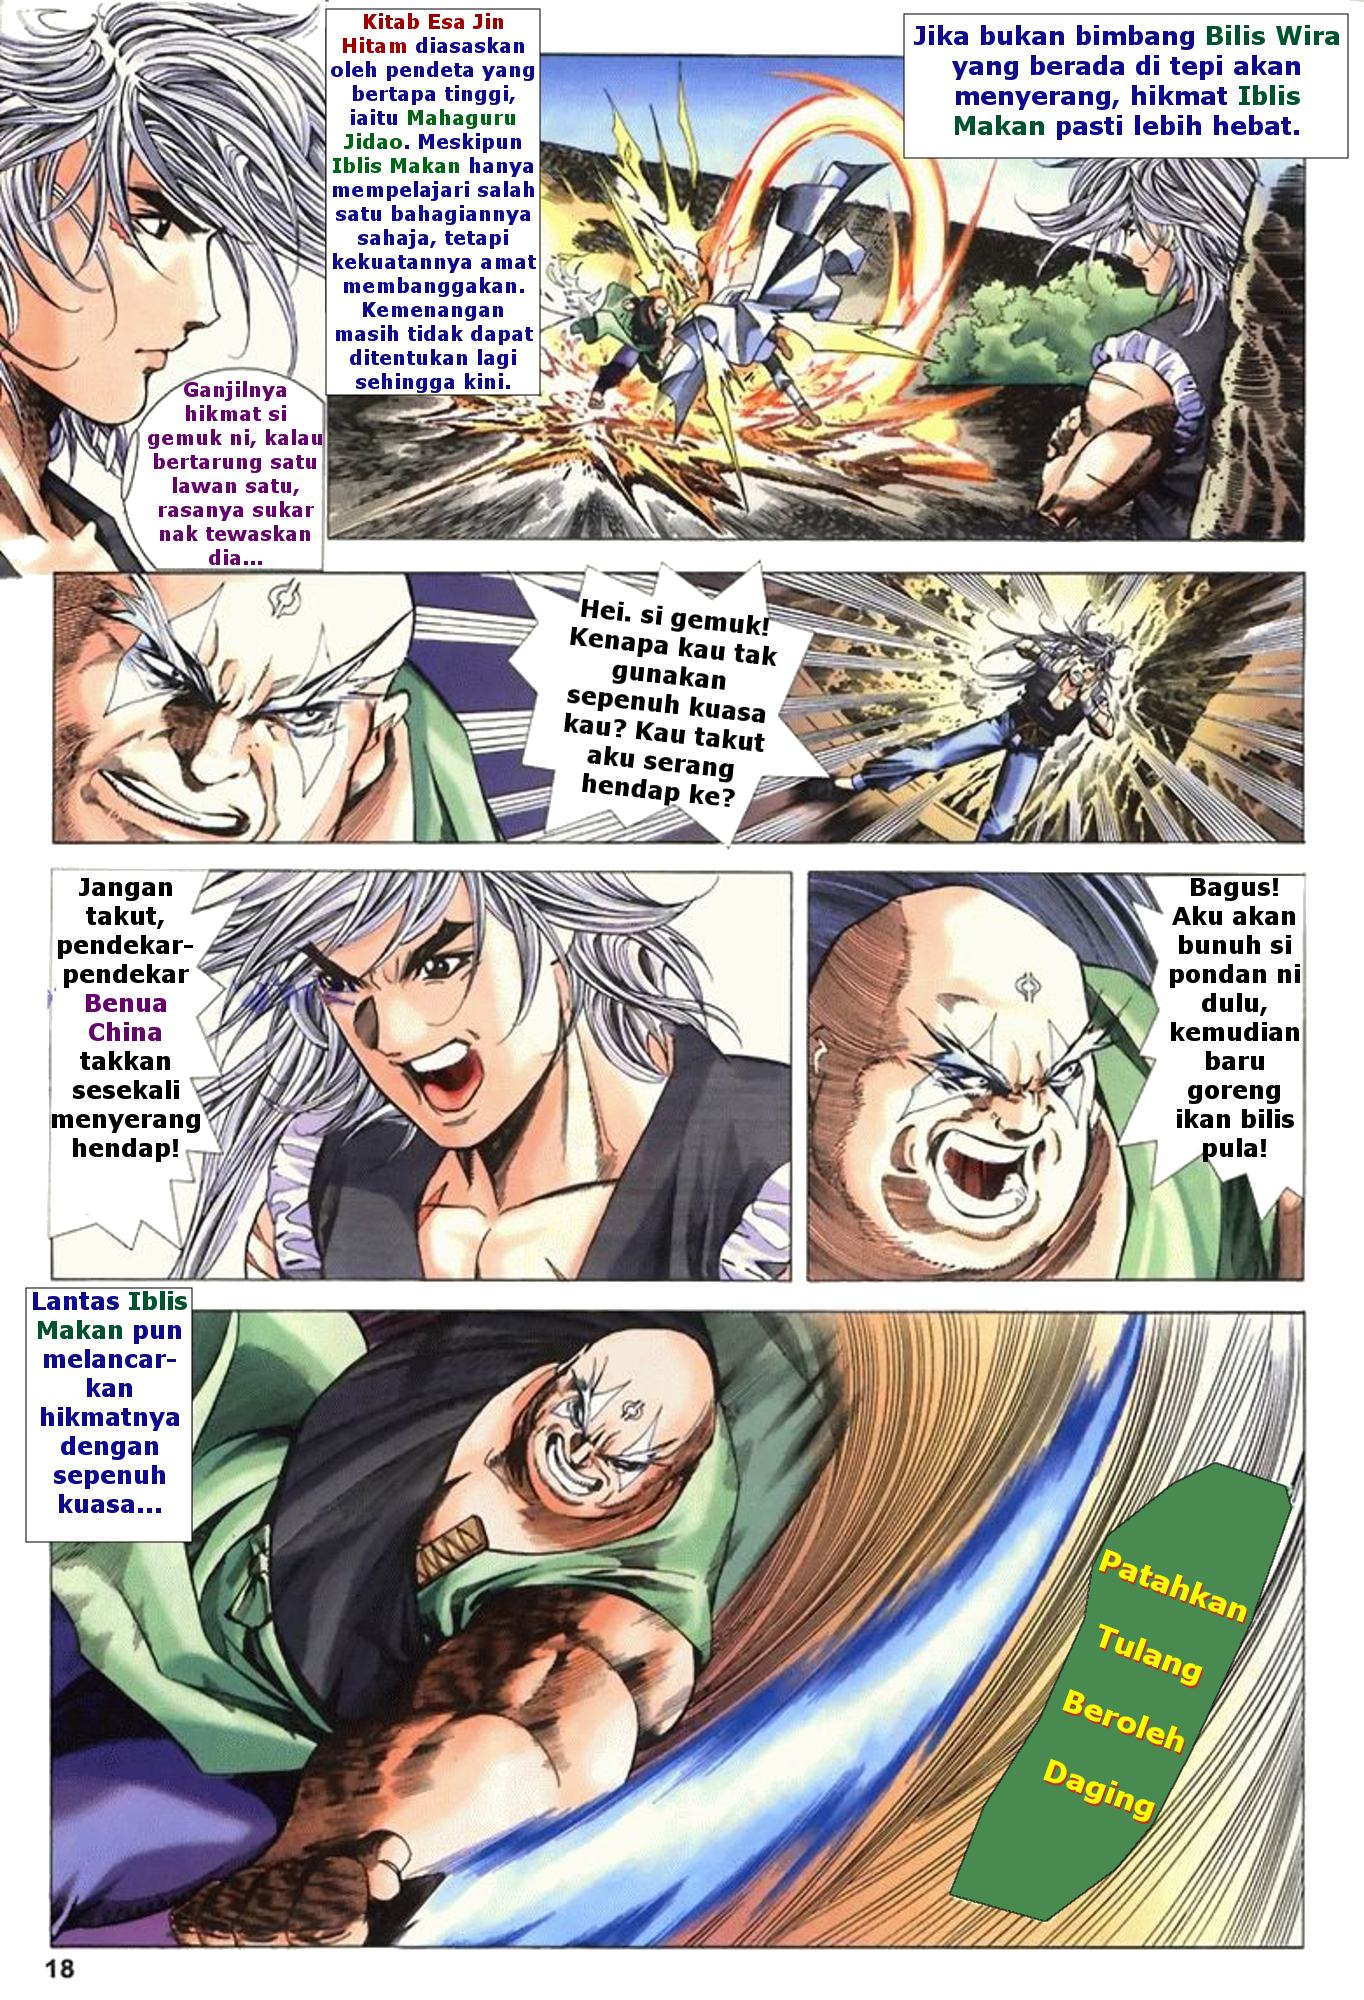 Kitab Esa Jin
Hitam diasaskan
oleh pendeta yang
bertapa tinggi,
iaitu Mahaguru
Jidao. Meskipun
Iblis Makan hanya
mempelajari salah
satu bahagiannya
sahaja, tetapi
kekuatannya amat
membanggakan.
Kemenangan
masih tidak dapat
ditentukan lagi
sehingga kini.
Jika bukan bimbang Bilis Wira
yang berada di tepi akan
menyerang, hikmat Iblis
Makan pasti lebih hebat.
Ganjilnya
hikmat si
gemuk ni, kalau
bertarung satu
lawan satu,
rasanya sukar
nak tewaskan
dia...
Hei. si gemuk!
Kenapa kau tak
gunakan
sepenuh kuasa
kau? Kau takut
aku serang
hendap ke?
Jangan
takut,
pendekar-
pendekar
Benua
China
takkan
sesekali
menyerang
hendap!
Bagus!
Aku akan
bunuh si
pondan ni
dulu,
kemudian
baru
goreng
ikan bilis
pula!
Lantas Iblis
Makan pun
melancar-
kan
hikmatnya
dengan
sepenuh
kuasa...
Patahkan
Tulang
Beroleh
Daging
18